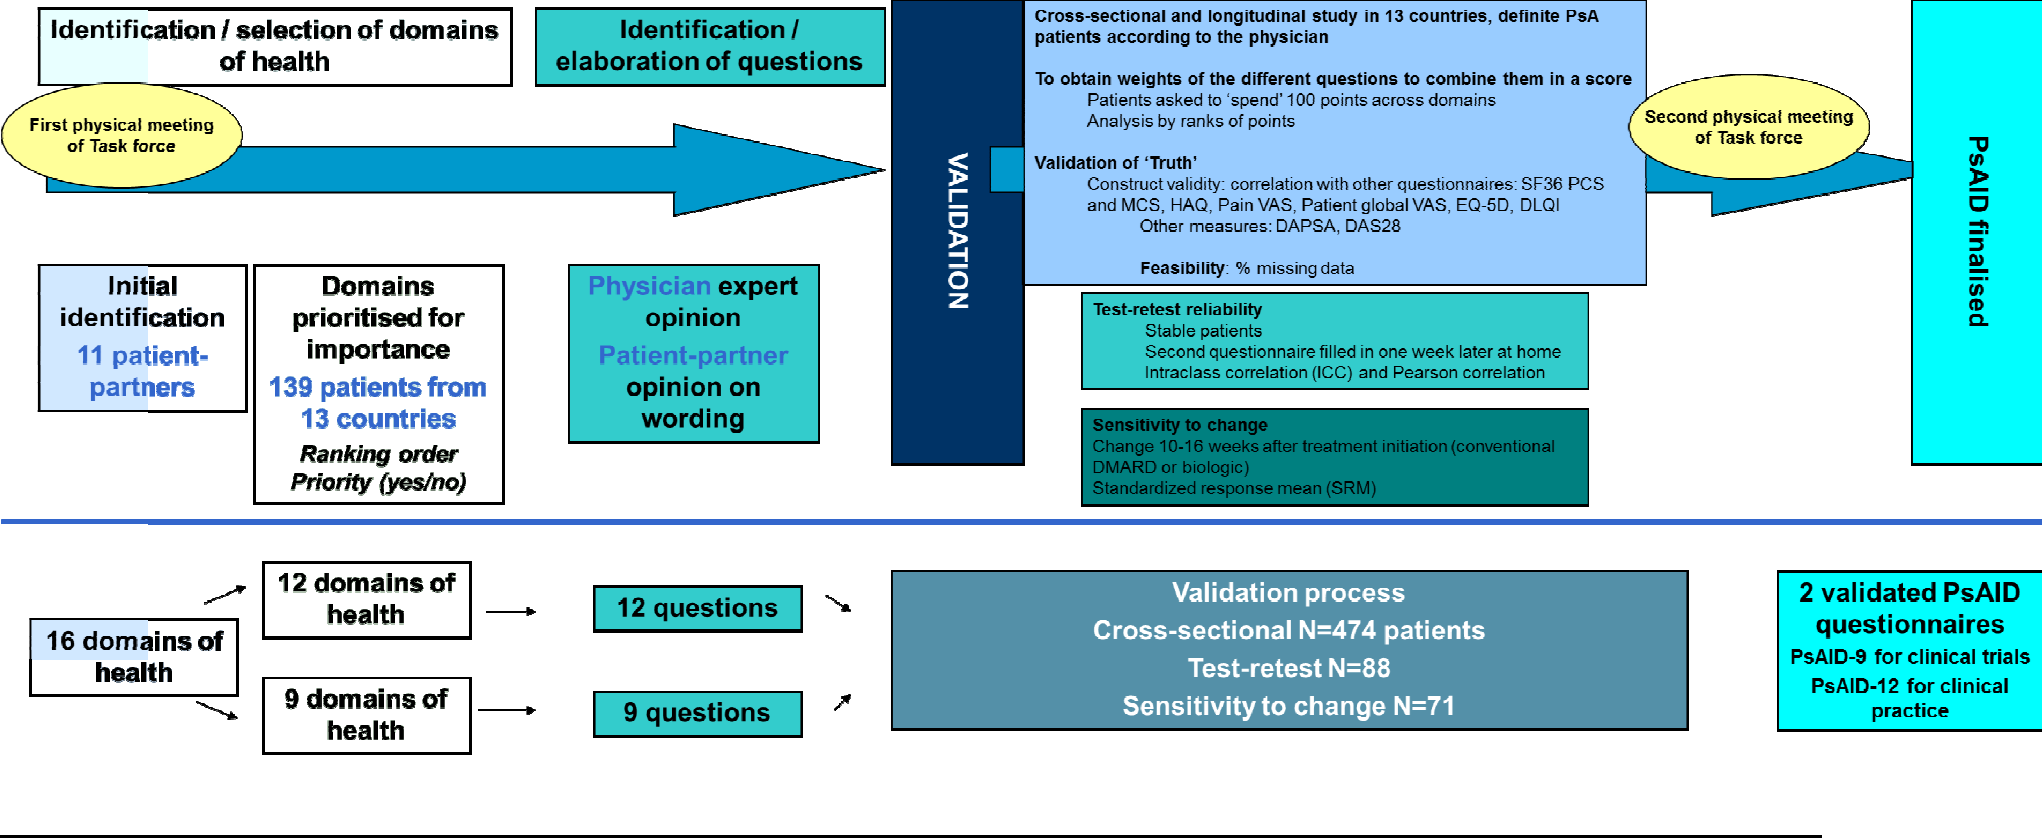 Identification / selection of domains
of health
Identification /
elaboration of questions
First physical meeting
of Task force
VALIDATION
Cross-sectional and longitudinal study in 13 countries, definite PsA
patients according to the physician
To obtain weights of the different questions to combine them in a score
Patients asked to ‘spend’ 100 points across domains
Analysis by ranks of points
Validation of ‘Truth’
Construct validity: correlation with other questionnaires: SF36 PCS
and MCS, HAQ, Pain VAS, Patient global VAS, EQ-5D, DLQI
Other measures: DAPSA, DAS28
Feasibility: % missing data
Second physical meeting
of Task force
PsAID finalised
Initial
identification
11 patient-
partners
Domains
prioritised for
importance
139 patients from
13 countries
Ranking order
Priority (yes/no)
Physician expert
opinion
Patient-partner
opinion on
wording
Test-retest reliability
Stable patients
Second questionnaire filled in one week later at home
Intraclass correlation (ICC) and Pearson correlation
Sensitivity to change
Change 10-16 weeks after treatment initiation (conventional
DMARD or biologic)
Standardized response mean (SRM)
16 domains of
health
12 domains of
health
9 domains of
health
12 questions
9 questions
Validation process
Cross-sectional N=474 patients
Test-retest N=88
Sensitivity to change N=71
2 validated PsAID
questionnaires
PsAID-9 for clinical trials
PsAID-12 for clinical
practice